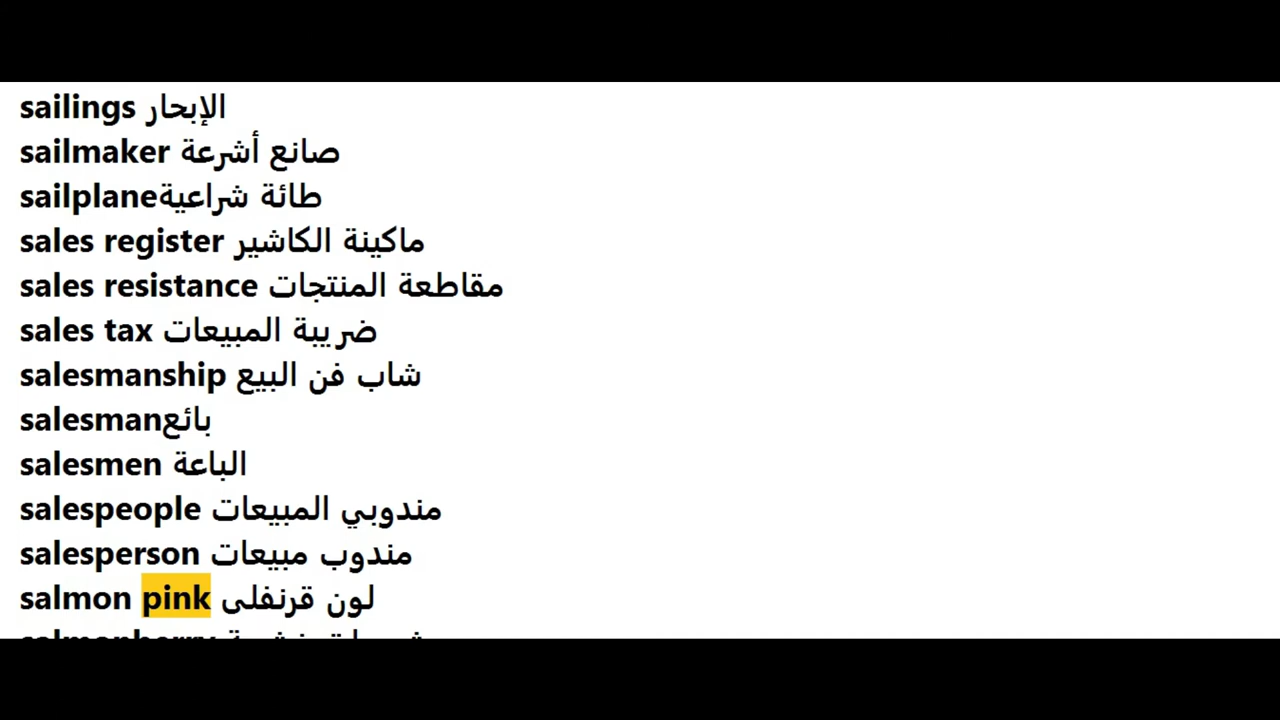 sailings الإبحار
sailmaker صانع أشرعة
sailplaneطائة شراعية
sales register ماكينة الكاشير
sales resistance مقاطعة المنتجات
sales tax ضريبة المبيعات
salesmanship شاب فن البيع
salesmanبائع
salesmen الباعة
salespeople مندوبي المبيعات
salesperson مندوب مبيعات
salmon pink لون قرنفلى
salmonberry